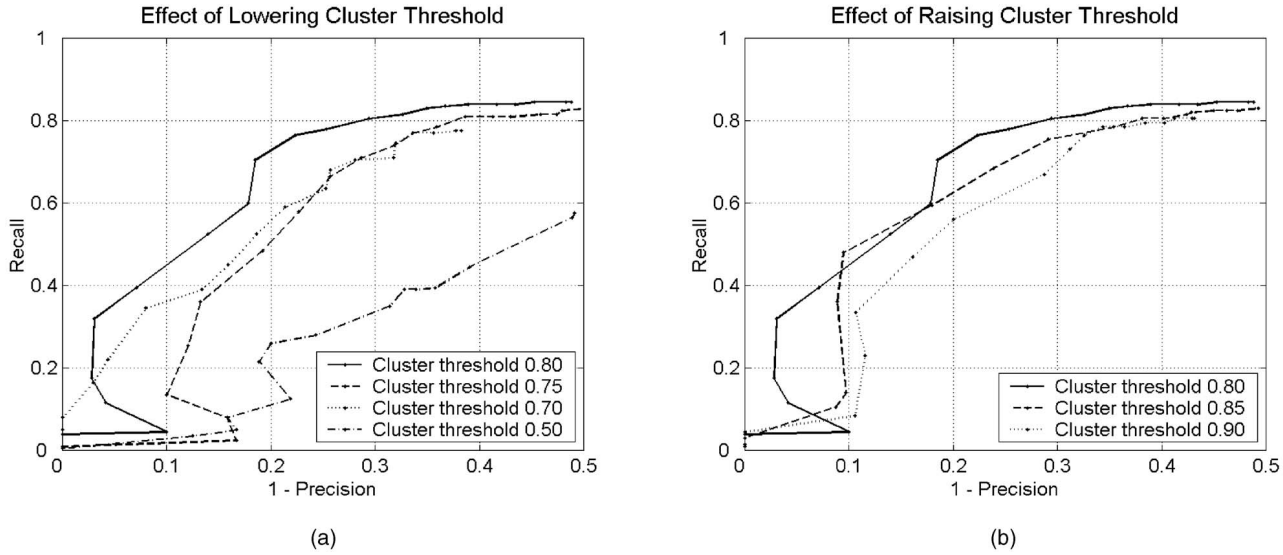 Effect of Lowering Cluster Threshold
1
0.8
0.6
0.4
0.2
0
Recall
Cluster threshold 0.80
Cluster threshold 0.75
Cluster threshold 0.70
Cluster threshold 0.50
0 0.1 0.2 0.3 0.4 0.5
1 - Precision
(a)
Effect of Raising Cluster Threshold
1
0.8
0.6
0.4
0.2
0
Recall
Cluster threshold 0.80
Cluster threshold 0.85
Cluster threshold 0.90
0 0.1 0.2 0.3 0.4 0.5
1 - Precision
(b)